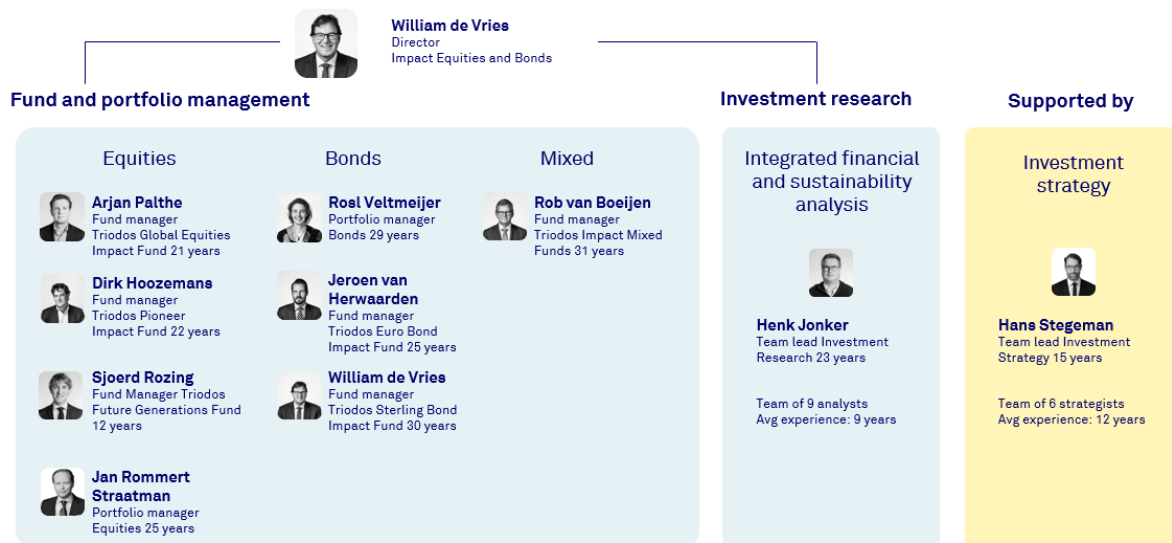 William de Vries
Director
Impact Equities and Bonds
Fund and portfolio management
Equities
Arjan Palthe
Fund manager
Triodos Global Equities
Impact Fund 21 years
Dirk Hoozemans
Fund manager
Triodos Pioneer
Impact Fund 22 years
Sjoerd Rozing
Fund Manager Triodos
Future Generations Fund
12 years
Jan Rommert
Straatman
Portfolio manager
Equities 25 years
Bonds
Rosl Veltmeijer
Portfolio manager
Bonds 29 years
Jeroen van
Herwaarden
Fund manager
Triodos Euro Bond
Impact Fund 25 years
William de Vries
Fund manager
Triodos Sterling Bond
Impact Fund 30 years
Mixed
Rob van Boeijen
Fund manager
Triodos Impact Mixed
Funds 31 years
Investment research
Integrated financial
and sustainability
analysis
Henk Jonker
Team lead Investment
Research 23 years
Team of 9 analysts
Avg experience: 9 years
Supported by
Investment
strategy
Hans Stegeman
Team lead Investment
Strategy 15 years
Team of 6 strategists
Avg experience: 12 years